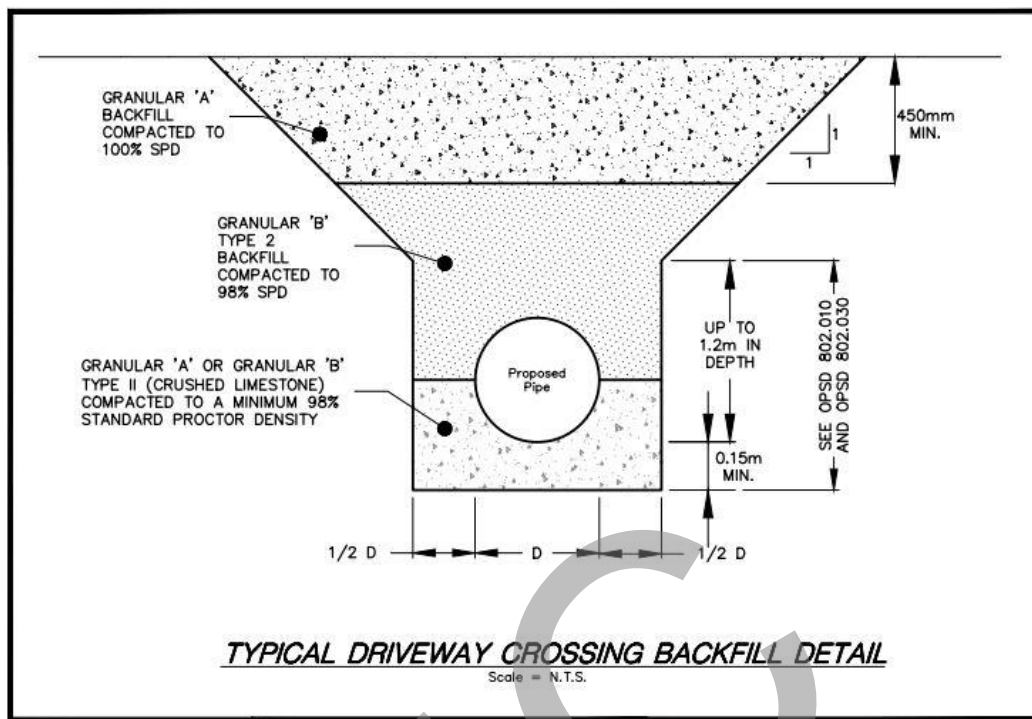 GRANULAR 'A'
BACKFILL
COMPACTED TO
100% SPD
450mm
MIN.
1
1
GRANULAR 'B'
TYPE 2
BACKFILL
COMPACTED TO
98% SPD
UP TO
1.2m IN
DEPTH
SEE OPSD 802.010
AND OPSD 802.030
GRANULAR 'A' OR GRANULAR 'B'
TYPE II (CRUSHED LIMESTONE)
COMPACTED TO A MINIMUM 98%
STANDARD PROCTOR DENSITY
Proposed
Pipe
0.15m
MIN.
1/2 D
D
1/2 D
TYPICAL DRIVEWAY CROSSING BACKFILL DETAIL
Scale = N.T.S.